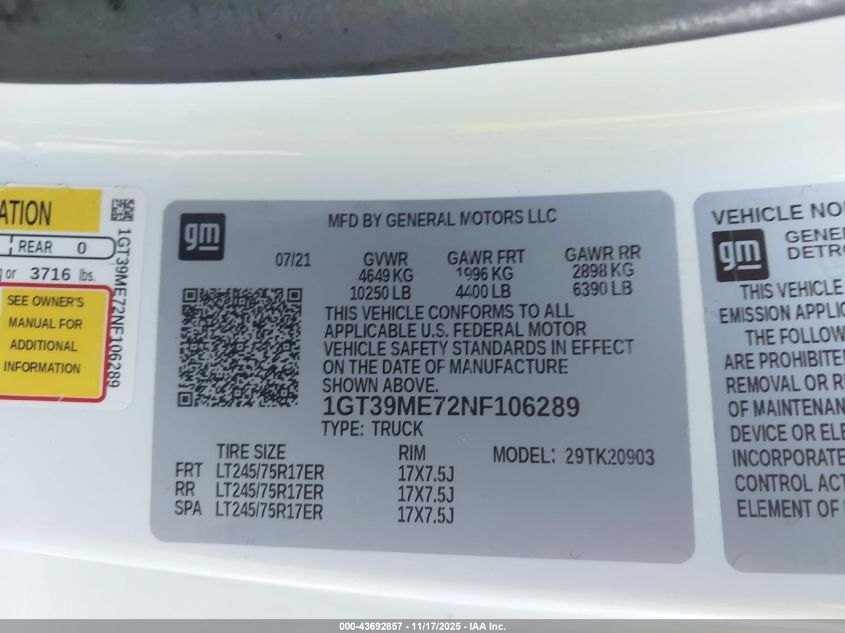 ATION
REAR 0
g or 3716 lbs.
SEE OWNER'S
MANUAL FOR
ADDITIONAL
INFORMATION
1GT39ME72NF106289
gm
MFD BY GENERAL MOTORS LLC
07/21 GVWR GAWR FRT GAWR RR
4649 KG 1996 KG 2898 KG
10250 LB 4400 LB 6390 LB
THIS VEHICLE CONFORMS TO ALL
APPLICABLE U.S. FEDERAL MOTOR
VEHICLE SAFETY STANDARDS IN EFFECT
ON THE DATE OF MANUFACTURE
SHOWN ABOVE.
1GT39ME72NF106289
TYPE: TRUCK
TIRE SIZE RIM MODEL: 29TK20903
FRT LT245/75R17ER 17X7.5J
RR LT245/75R17ER 17X7.5J
SPA LT245/75R17ER 17X7.5J
VEHICLE NOI
gm
GENE
DETRO
THIS VEHICLE
EMISSION APPLIC
THE FOLLOW
ARE PROHIBITE
REMOVAL OR RE
OF MAINTENAN
DEVICE OR ELE
INCORPORATE
CONTROL ACT
ELEMENT OF
000-43692857 - 11/17/2025 - IAA Inc.